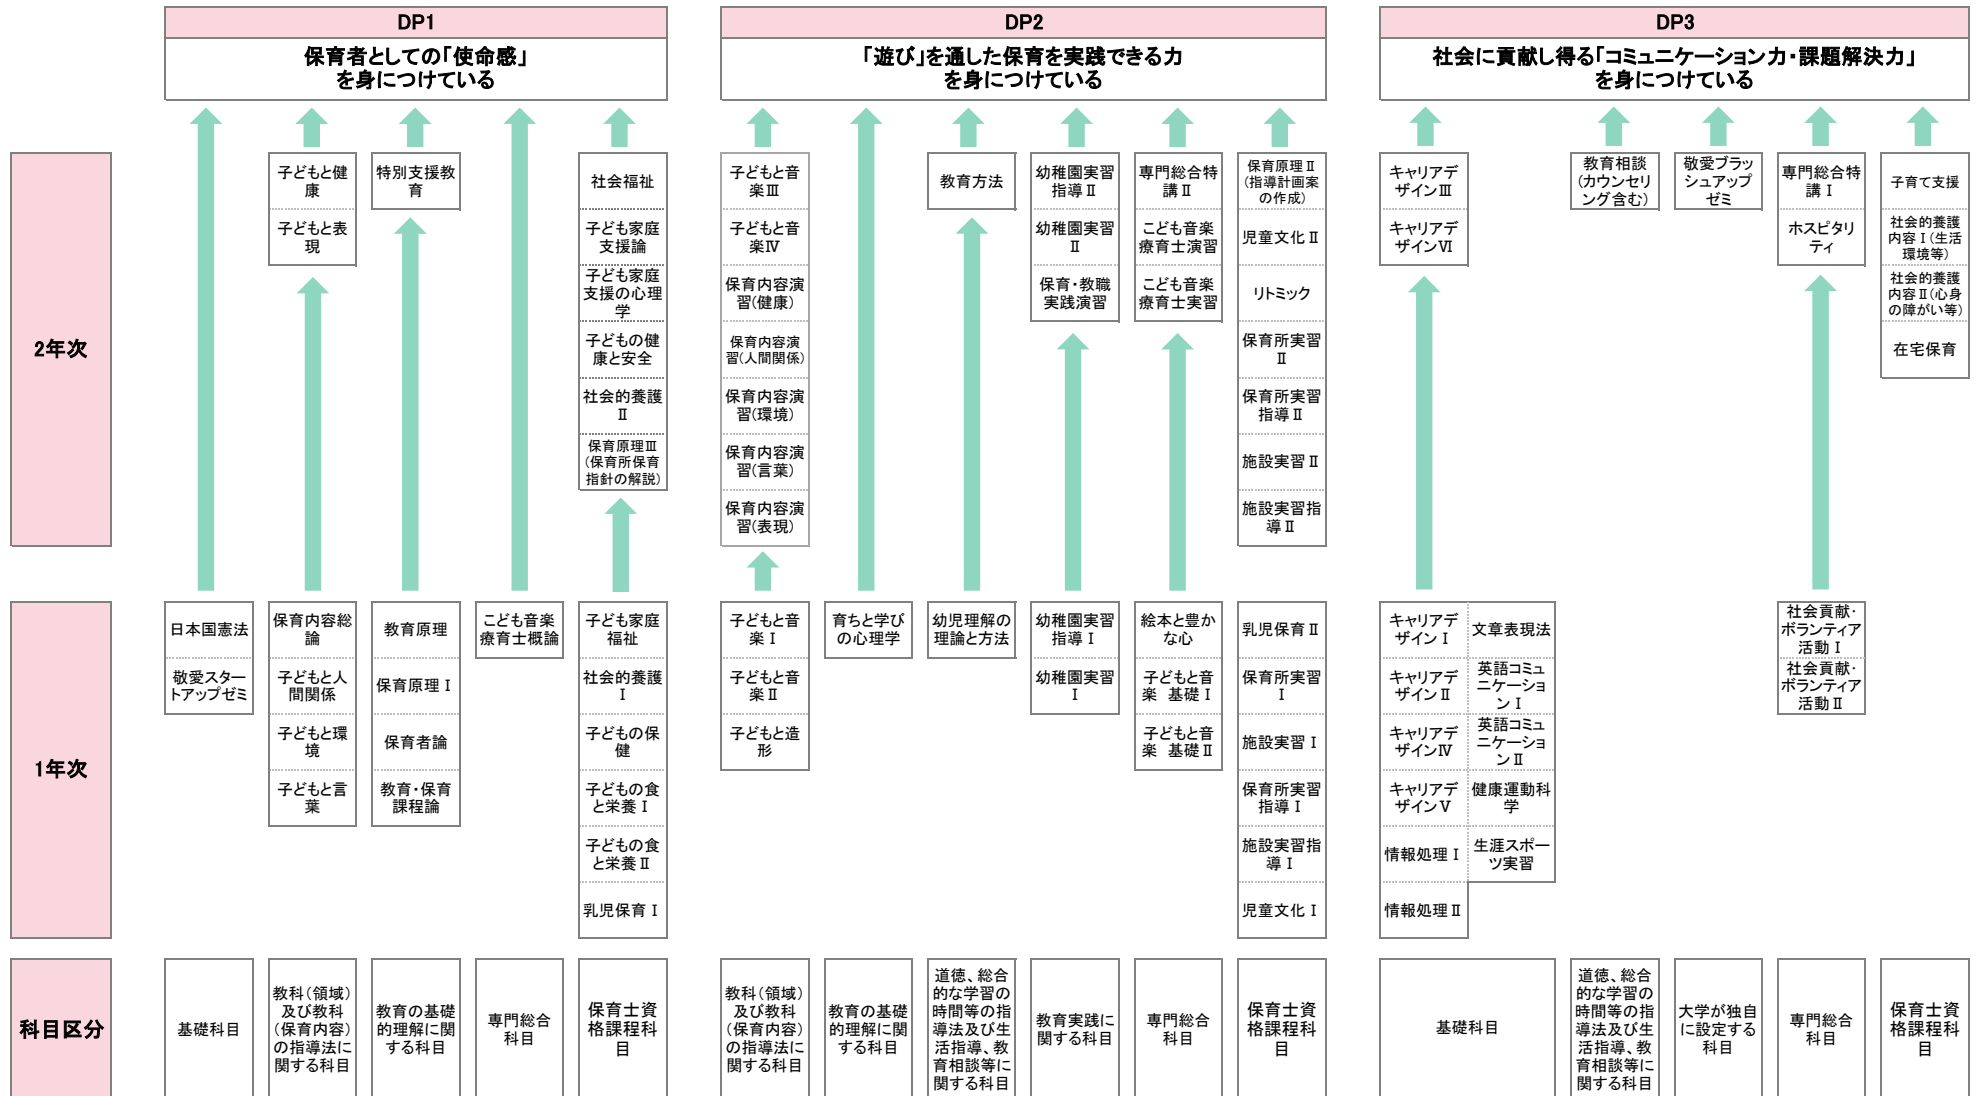 DP1
保育者としての「使命感」
を身につけている
DP2
「遊び」を通した保育を実践できる力
を身につけている
DP3
社会に貢献し得る「コミュニケーション力・課題解決力」
を身につけている
2年次
子どもと健
康
子どもと表
現
特別支援教
育
社会福祉
子ども家庭
支援論
子ども家庭
支援の心理
学
子どもの健
康と安全
社会的養護
Ⅱ
保育原理Ⅲ
(保育所保育
指針の解説)
子どもと音
楽Ⅲ
子どもと音
楽Ⅳ
保育内容演
習(健康)
保育内容演
習(人間関係)
保育内容演
習(環境)
保育内容演
習(言葉)
保育内容演
習(表現)
教育方法
幼稚園実習
指導Ⅱ
幼稚園実習
Ⅱ
保育・教職
実践演習
専門総合特
講Ⅱ
こども音楽
療育士演習
こども音楽
療育士実習
保育原理Ⅱ
(指導計画案
の作成)
児童文化Ⅱ
リトミック
保育所実習
Ⅱ
保育所実習
指導Ⅱ
施設実習Ⅱ
施設実習指
導Ⅱ
キャリアデ
ザインⅢ
キャリアデ
ザインⅥ
教育相談
(カウンセリ
ング含む)
敬愛ブラッ
シュアップ
ゼミ
専門総合特
講Ⅰ
ホスピタリ
ティ
子育て支援
社会的養護
内容Ⅰ(生活
環境等)
社会的養護
内容Ⅱ(心身
の障がい等)
在宅保育
1年次
日本国憲法
敬愛スター
トアップゼミ
保育内容総
論
子どもと人
間関係
子どもと環
境
子どもと言
葉
教育原理
保育原理Ⅰ
保育者論
教育・保育
課程論
こども音楽
療育士概論
子ども家庭
福祉
社会的養護
Ⅰ
子どもの保
健
子どもの食
と栄養Ⅰ
子どもの食
と栄養Ⅱ
乳児保育Ⅰ
子どもと音
楽Ⅰ
子どもと音
楽Ⅱ
子どもと造
形
育ちと学び
の心理学
幼児理解の
理論と方法
幼稚園実習
指導Ⅰ
幼稚園実習
Ⅰ
絵本と豊か
な心
子どもと音
楽 基礎Ⅰ
子どもと音
楽 基礎Ⅱ
乳児保育Ⅱ
保育所実習
Ⅰ
施設実習Ⅰ
保育所実習
指導Ⅰ
施設実習指
導Ⅰ
児童文化Ⅰ
キャリアデ
ザインⅠ
キャリアデ
ザインⅡ
キャリアデ
ザインⅣ
キャリアデ
ザインⅤ
情報処理Ⅰ
情報処理Ⅱ
文章表現法
英語コミュ
ニケーショ
ンⅠ
英語コミュ
ニケーショ
ンⅡ
健康運動科
学
生涯スポー
ツ実習
社会貢献・
ボランティア
活動Ⅰ
社会貢献・
ボランティア
活動Ⅱ
科目区分
基礎科目
教科(領域)
及び教科
(保育内容)
の指導法に
関する科目
教育の基礎
的理解に関
する科目
専門総合
科目
保育士資
格課程科
目
教科(領域)
及び教科
(保育内容)
の指導法に
関する科目
教育の基礎
的理解に関
する科目
道徳、総合
的な学習の
時間等の指
導法及び生
活指導、教
育相談等に
関する科目
教育実践に
関する科目
専門総合
科目
保育士資
格課程科
目
基礎科目
道徳、総合
的な学習の
時間等の指
導法及び生
活指導、教
育相談等に
関する科目
大学が独自
に設定する
科目
専門総合
科目
保育士資
格課程科
目